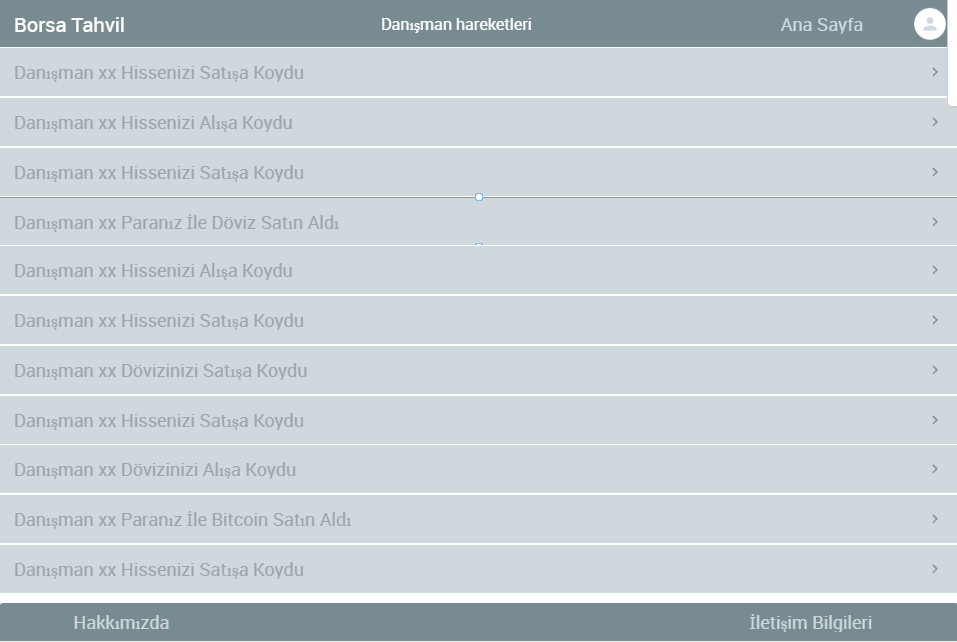 Borsa Tahvil Danışman hareketleri Ana Sayfa
Danışman xx Hissenizi Satışa Koydu
Danışman xx Hissenizi Alışa Koydu
Danışman xx Hissenizi Satışa Koydu
Danışman xx Paranız İle Döviz Satın Aldı
Danışman xx Hissenizi Alışa Koydu
Danışman xx Hissenizi Satışa Koydu
Danışman xx Dövizinizi Satışa Koydu
Danışman xx Hissenizi Satışa Koydu
Danışman xx Dövizinizi Alışa Koydu
Danışman xx Paranız İle Bitcoin Satın Aldı
Danışman xx Hissenizi Satışa Koydu
Hakkımızda İletişim Bilgileri